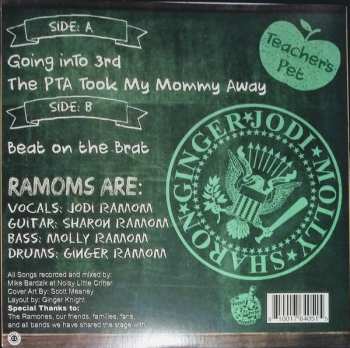 SIDE: A
Going inTo 3rd
The PTA Took My Mommy Away
SIDE: B
Beat on the Brat
Teacher's
Pet
GINGER JODI MOLLY SHARON
RAMOMS ARE:
VOCALS: JODI RAMOM
GUITAR: SHARON RAMOM
BASS: MOLLY RAMOM
DRUMS: GINGER RAMOM
All Songs recorded and mixed by:
Mike Bardzik at Noisy Little Critter
Cover Art By: Scott Meaney
Layout by: Ginger Knight
Special Thanks to:
The Ramones, our friends, families, fans,
and all bands we have shared the stage with